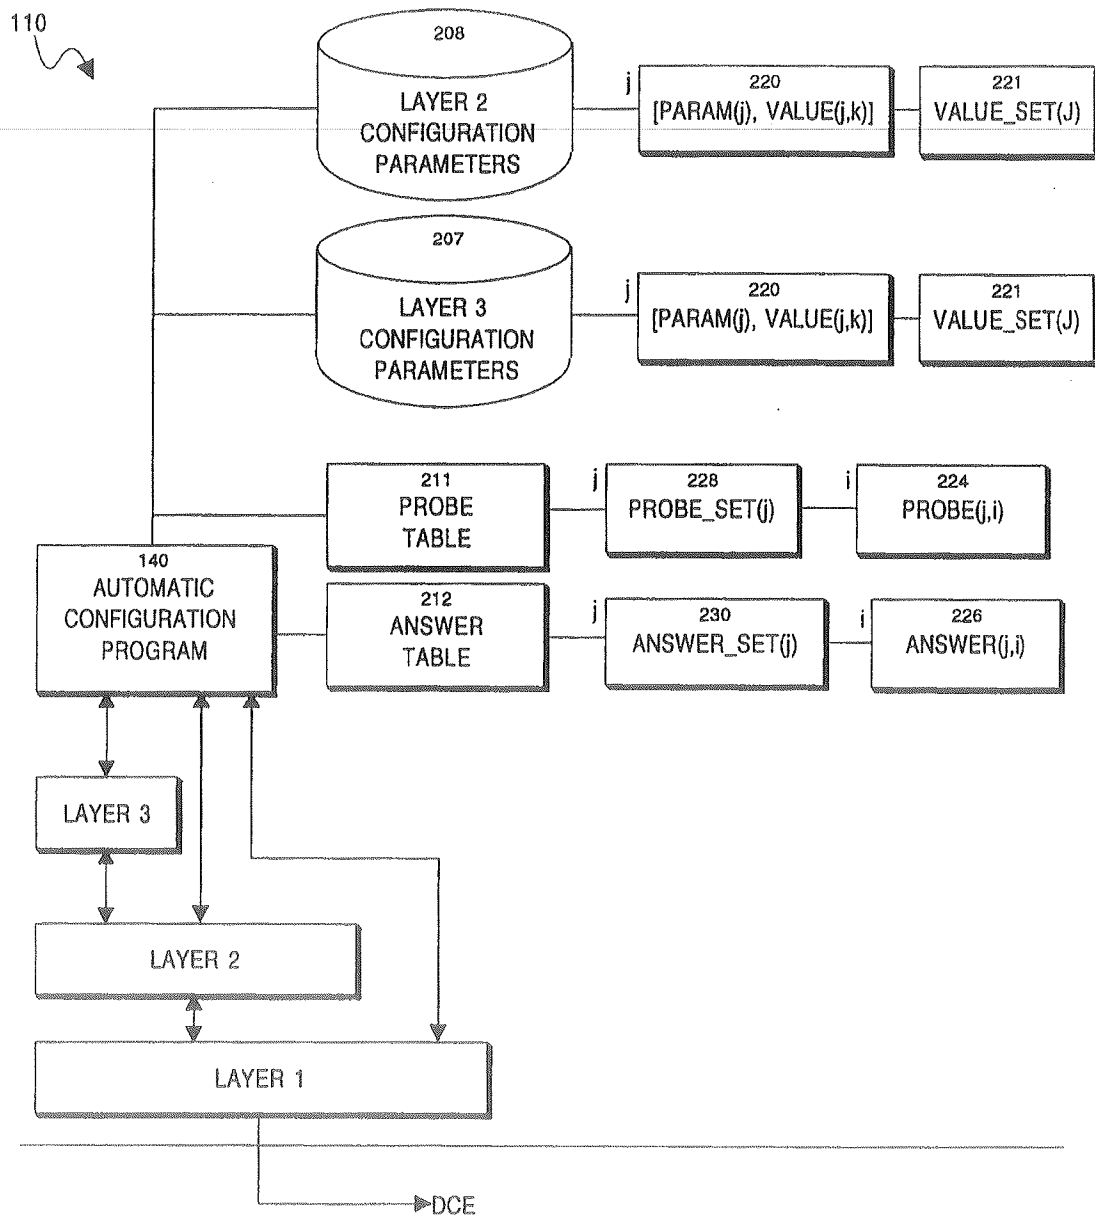 110
208
LAYER 2
CONFIGURATION
PARAMETERS
j
220
[PARAM(j), VALUE(j,k)]
221
VALUE_SET(J)
207
LAYER 3
CONFIGURATION
PARAMETERS
j
220
[PARAM(j), VALUE(j,k)]
221
VALUE_SET(J)
211
PROBE
TABLE
j
228
PROBE_SET(j)
i
224
PROBE(j,i)
140
AUTOMATIC
CONFIGURATION
PROGRAM
212
ANSWER
TABLE
j
230
ANSWER_SET(j)
i
226
ANSWER(j,i)
LAYER 3
LAYER 2
LAYER 1
DCE